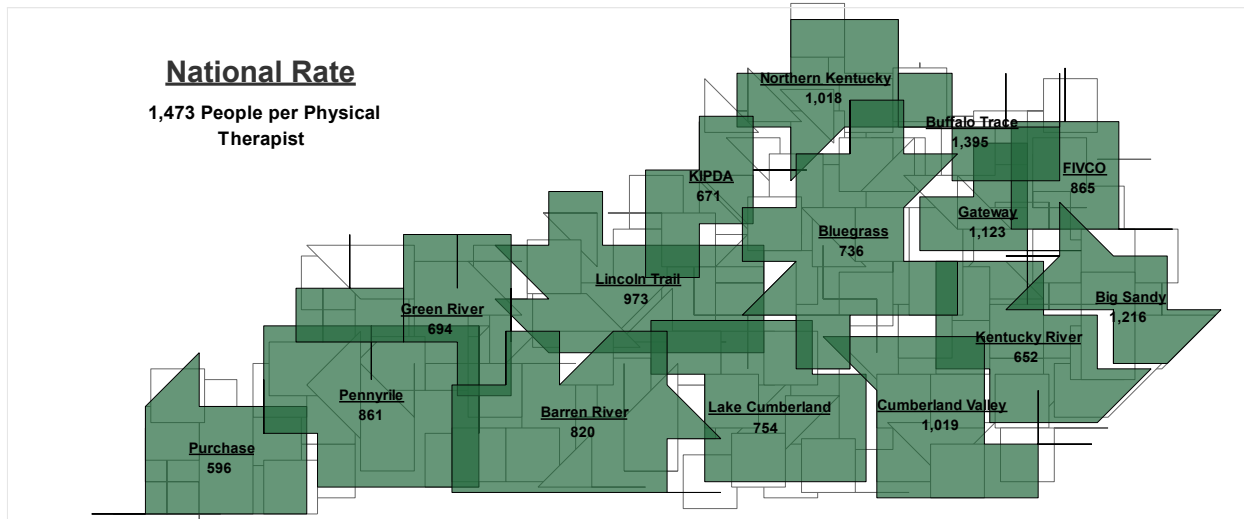 National Rate
1,473 People per Physical
Therapist
Northern Kentucky
1,018
Buffalo Trace
1,395
FIVCO
865
KIPDA
671
Gateway
1,123
Bluegrass
736
Lincoln Trail
973
Big Sandy
1,216
Green River
694
Kentucky River
652
Pennyrile
861
Barren River
820
Lake Cumberland
754
Cumberland Valley
1,019
Purchase
596